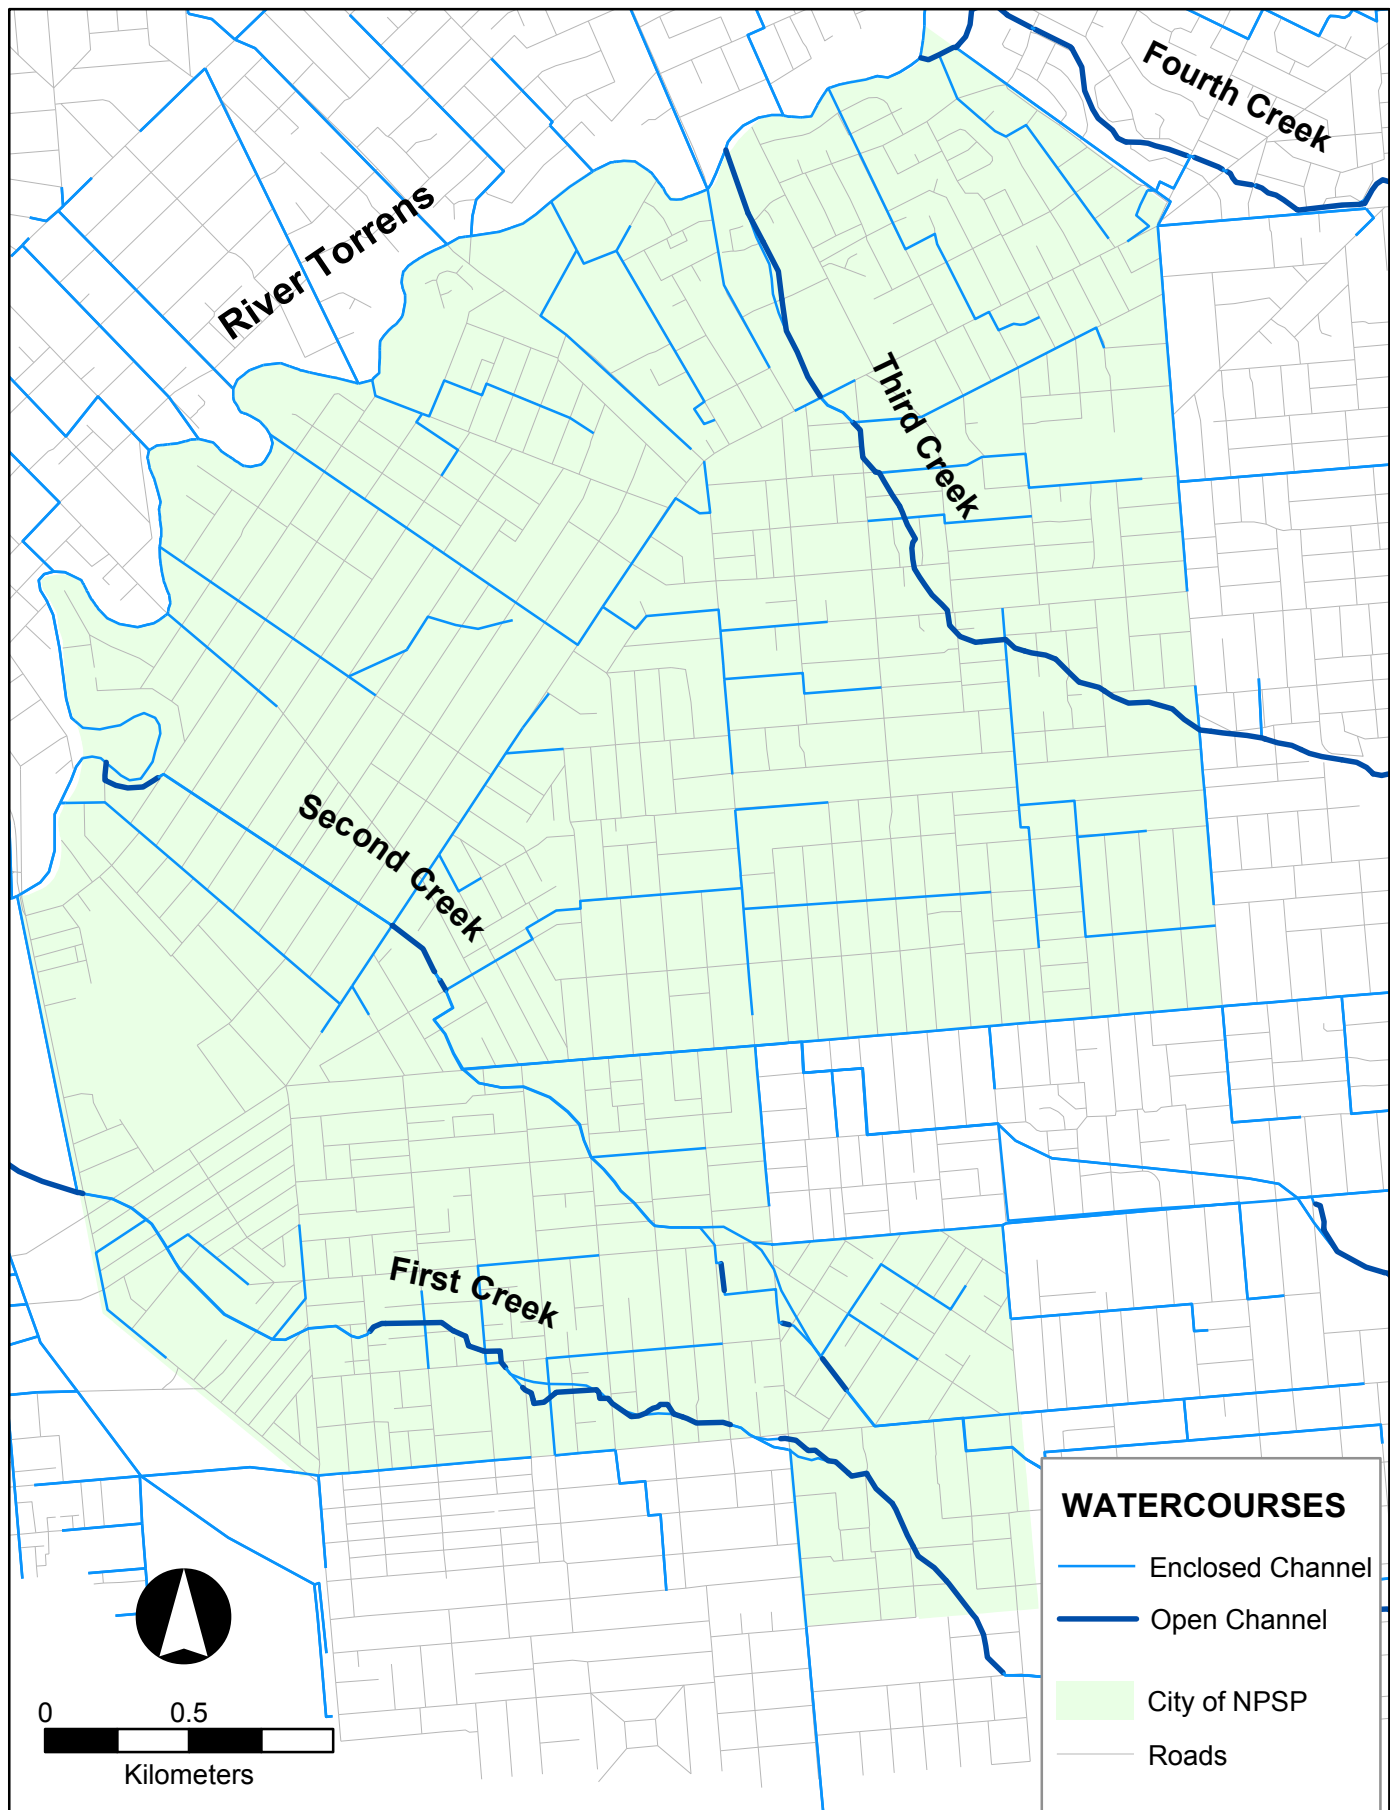 Fourth Creek
River Torrens
Third Creek
Second Creek
First Creek
WATERCOURSES
Enclosed Channel
Open Channel
City of NPSP
Roads
0 0.5
Kilometers